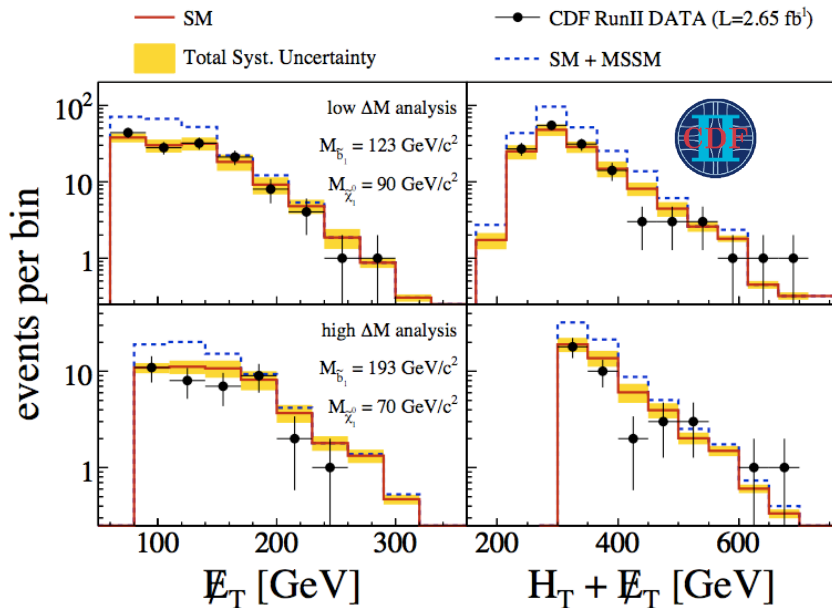 SM
CDF RunII DATA (L=2.65 fb⁻¹)
Total Syst. Uncertainty
SM + MSSM
events per bin
10²
10
1
low ΔM analysis
M_b̃₁ = 123 GeV/c²
M_χ̃₁⁰ = 90 GeV/c²
CDF
II
10
1
high ΔM analysis
M_b̃₁ = 193 GeV/c²
M_χ̃₁⁰ = 70 GeV/c²
100 200 300
200 400 600
E̸_T [GeV]
H_T + E̸_T [GeV]